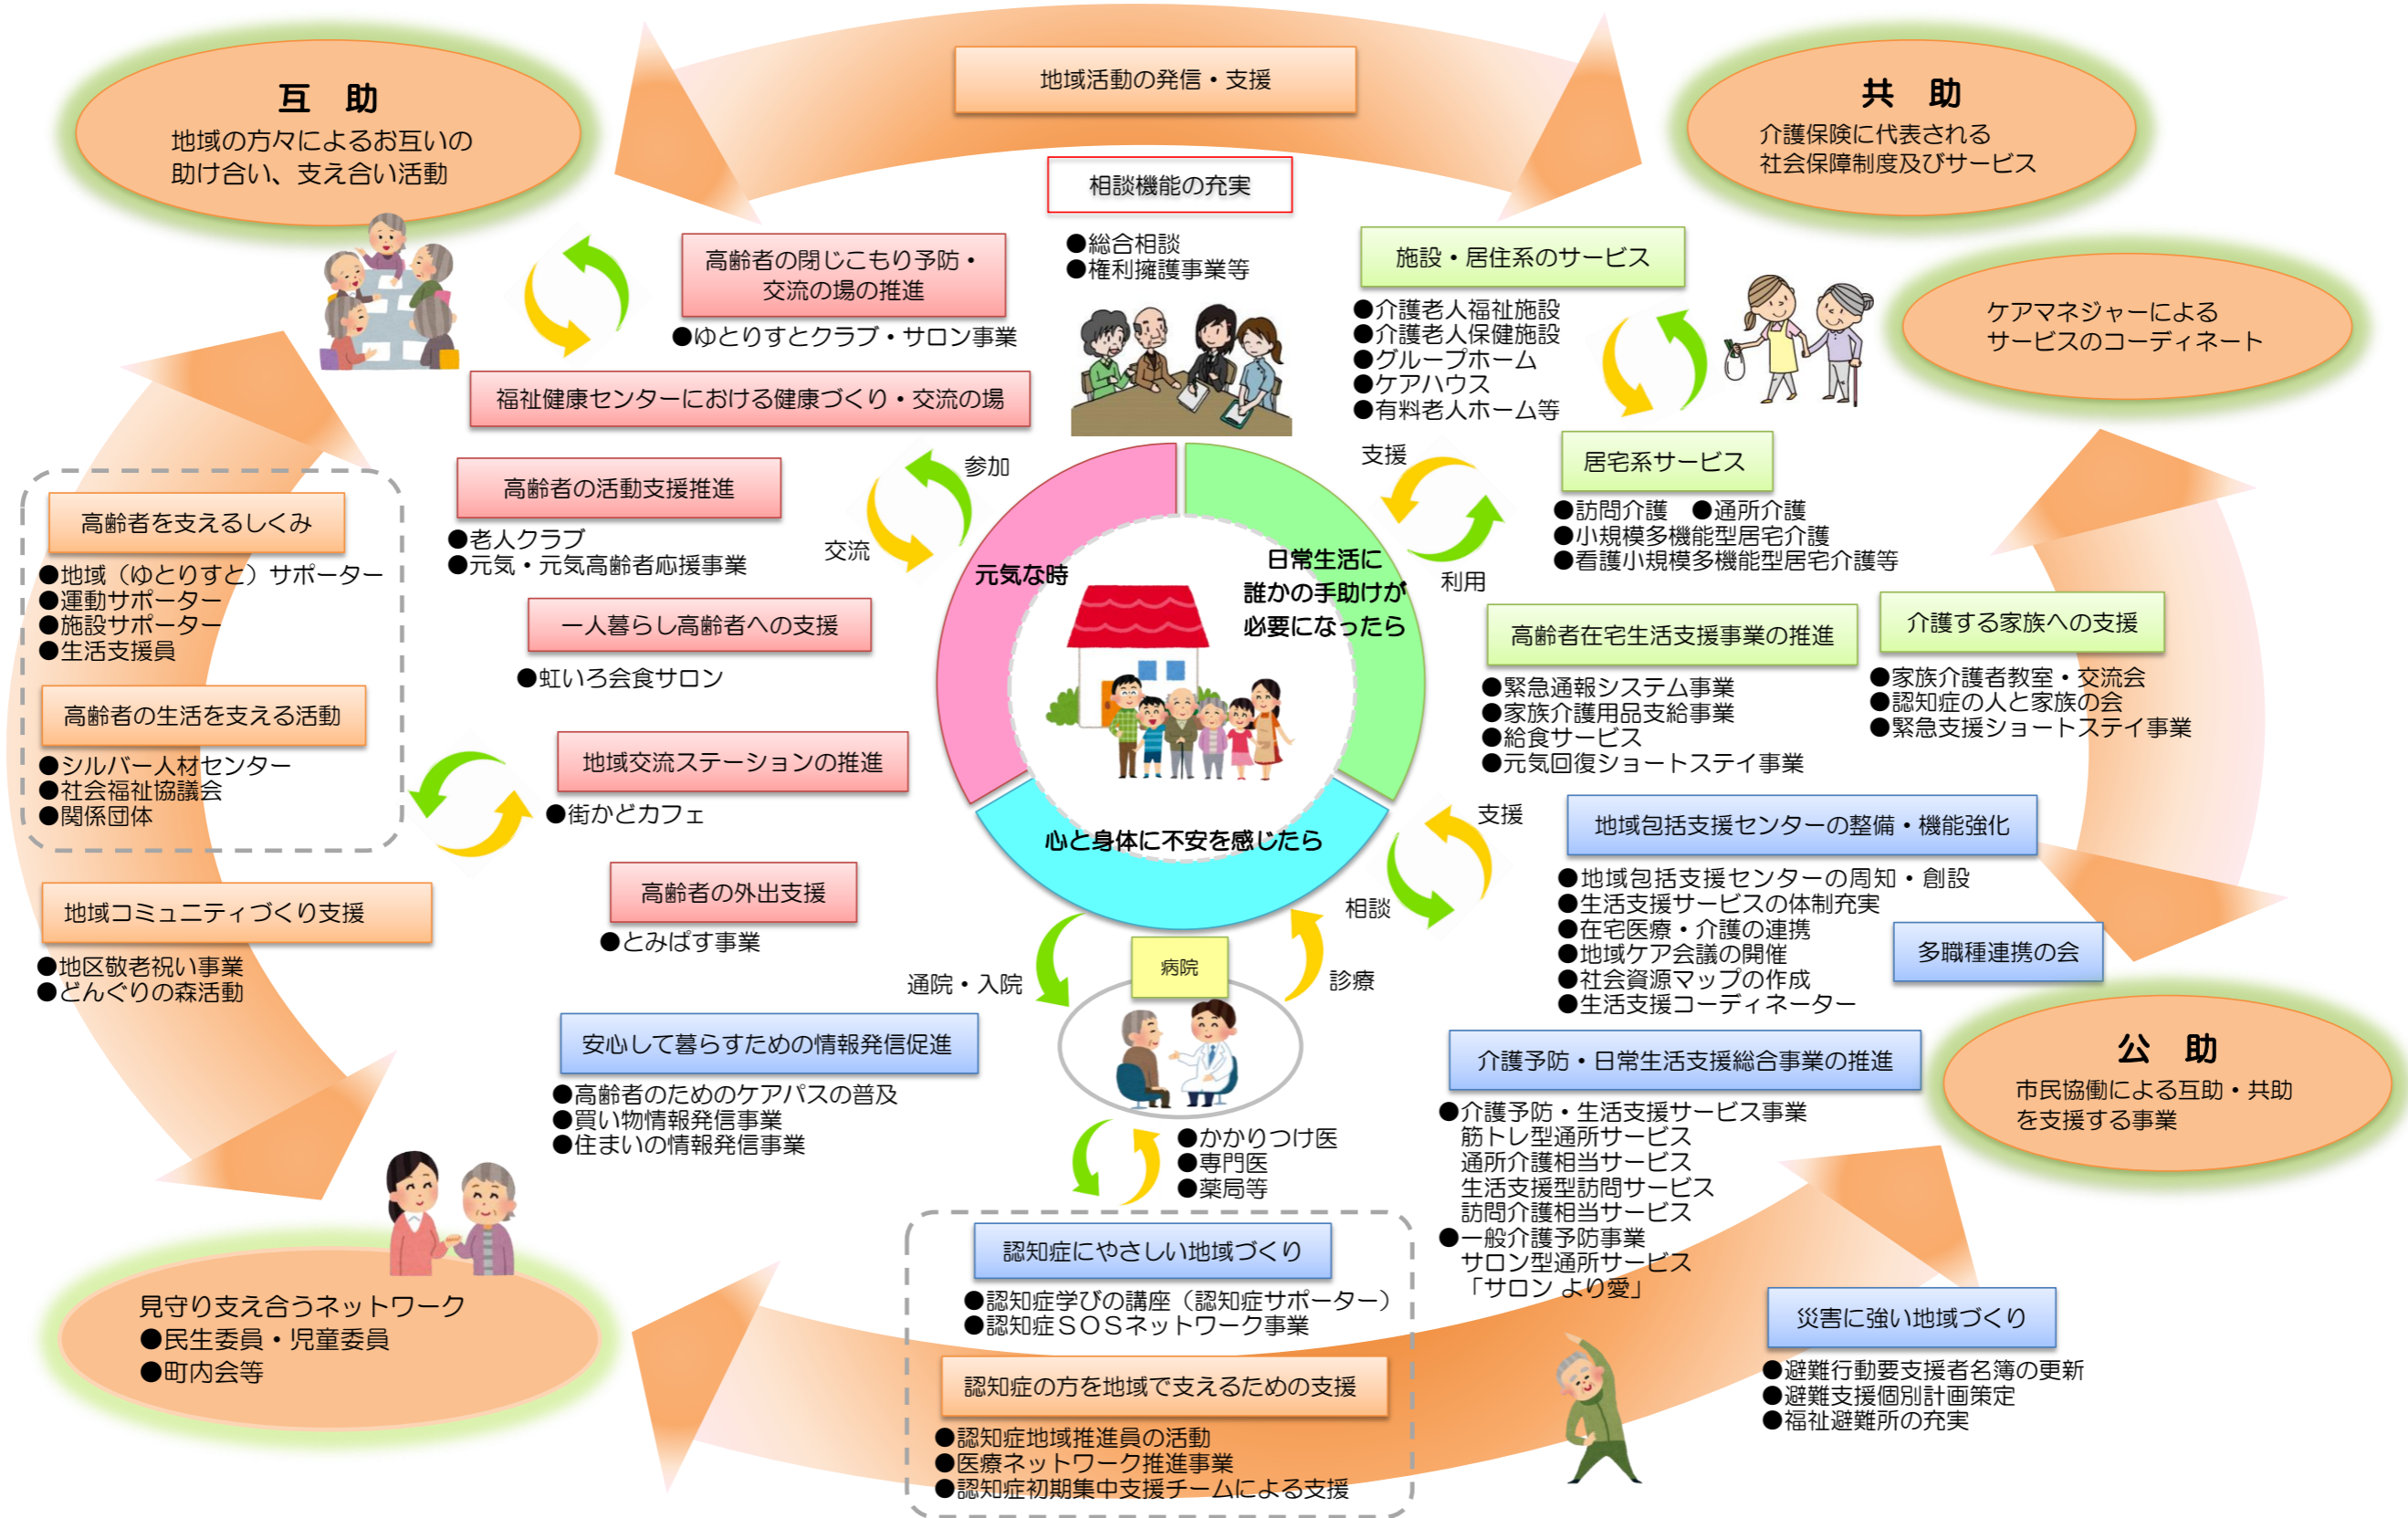 互　助
地域の方々によるお互いの
助け合い、支え合い活動
地域活動の発信・支援
共　助
介護保険に代表される
社会保障制度及びサービス
相談機能の充実
●総合相談
●権利擁護事業等
高齢者の閉じこもり予防・
交流の場の推進
●ゆとりすとクラブ・サロン事業
福祉健康センターにおける健康づくり・交流の場
高齢者の活動支援推進
●老人クラブ
●元気・元気高齢者応援事業
参加
交流
一人暮らし高齢者への支援
●虹いろ会食サロン
地域交流ステーションの推進
●街かどカフェ
高齢者の外出支援
●とみぱす事業
施設・居住系のサービス
●介護老人福祉施設
●介護老人保健施設
●グループホーム
●ケアハウス
●有料老人ホーム等
ケアマネジャーによる
サービスのコーディネート
支援
利用
居宅系サービス
●訪問介護　●通所介護
●小規模多機能型居宅介護
●看護小規模多機能型居宅介護等
高齢者在宅生活支援事業の推進
●緊急通報システム事業
●家族介護用品支給事業
●給食サービス
●元気回復ショートステイ事業
介護する家族への支援
●家族介護者教室・交流会
●認知症の人と家族の会
●緊急支援ショートステイ事業
高齢者を支えるしくみ
●地域（ゆとりすと）サポーター
●運動サポーター
●施設サポーター
●生活支援員
高齢者の生活を支える活動
●シルバー人材センター
●社会福祉協議会
●関係団体
地域コミュニティづくり支援
●地区敬老祝い事業
●どんぐりの森活動
元気な時
日常生活に
誰かの手助けが
必要になったら
心と身体に不安を感じたら
支援
相談
地域包括支援センターの整備・機能強化
●地域包括支援センターの周知・創設
●生活支援サービスの体制充実
●在宅医療・介護の連携
●地域ケア会議の開催
●社会資源マップの作成
●生活支援コーディネーター
多職種連携の会
通院・入院
病院
診療
安心して暮らすための情報発信促進
●高齢者のためのケアパスの普及
●買い物情報発信事業
●住まいの情報発信事業
●かかりつけ医
●専門医
●薬局等
介護予防・日常生活支援総合事業の推進
●介護予防・生活支援サービス事業
筋トレ型通所サービス
通所介護相当サービス
生活支援型訪問サービス
訪問介護相当サービス
●一般介護予防事業
サロン型通所サービス
「サロン より愛」
公　助
市民協働による互助・共助
を支援する事業
見守り支え合うネットワーク
●民生委員・児童委員
●町内会等
認知症にやさしい地域づくり
●認知症学びの講座（認知症サポーター）
●認知症ＳＯＳネットワーク事業
認知症の方を地域で支えるための支援
●認知症地域推進員の活動
●医療ネットワーク推進事業
●認知症初期集中支援チームによる支援
災害に強い地域づくり
●避難行動要支援者名簿の更新
●避難支援個別計画策定
●福祉避難所の充実